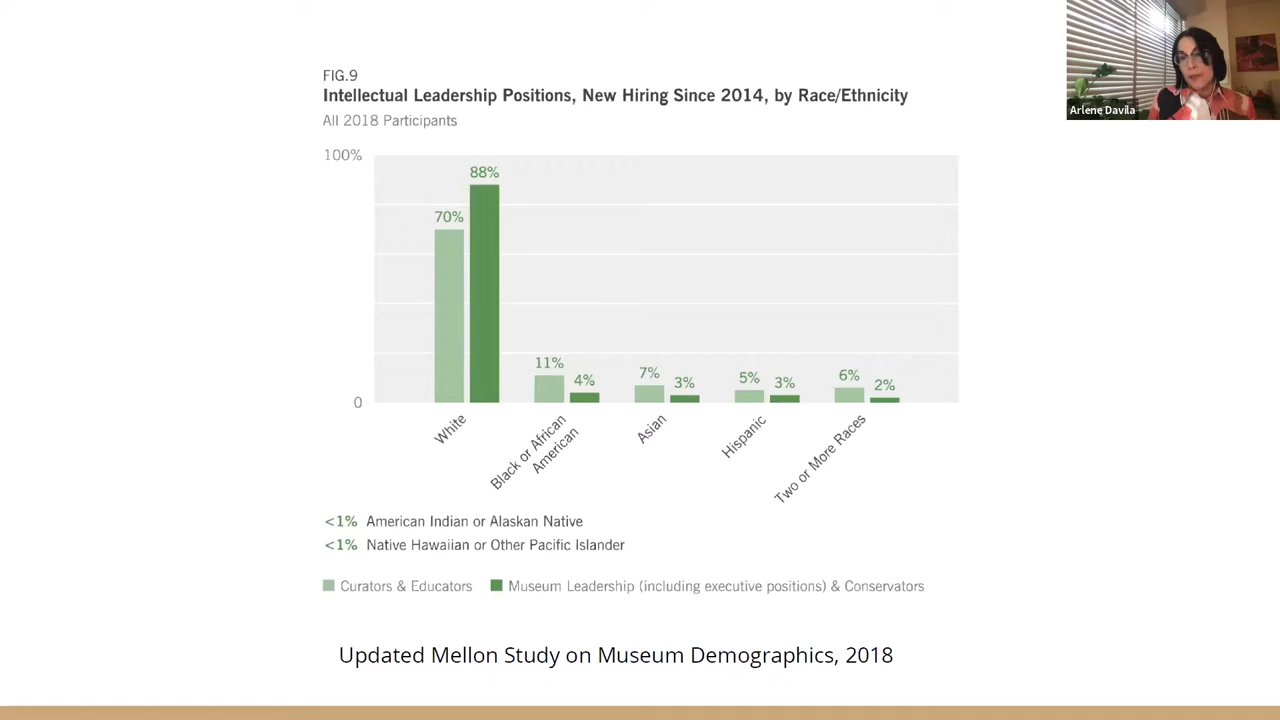 FIG.9
Intellectual Leadership Positions, New Hiring Since 2014, by Race/Ethnicity
All 2018 Participants
Arlene Davila
100%
88%
70%
11%
4%
7%
3%
5%
3%
6%
2%
0
White
Black or African
American
Asian
Hispanic
Two or More Races
<1% American Indian or Alaskan Native
<1% Native Hawaiian or Other Pacific Islander
Curators & Educators Museum Leadership (including executive positions) & Conservators
Updated Mellon Study on Museum Demographics, 2018